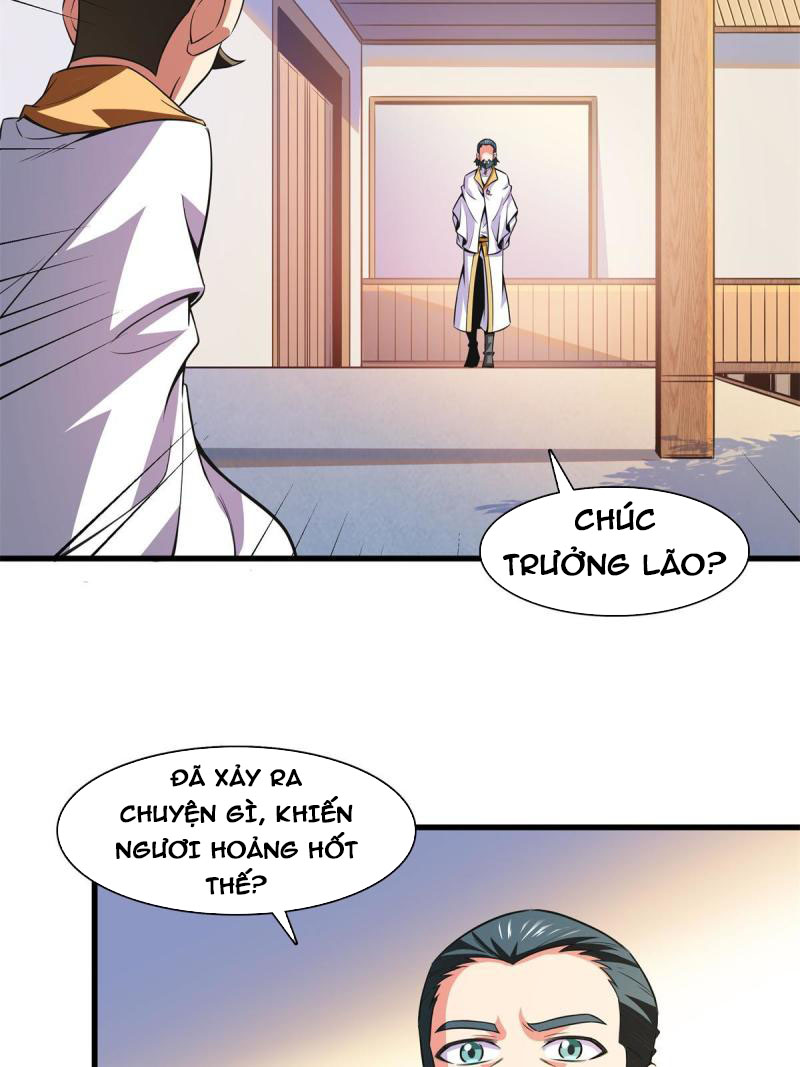 CHÚC
TRƯỞNG LÃO?
ĐÃ XẢY RA
CHUYỆN GÌ, KHIẾN
NGƯƠI HOẢNG HỐT
THẾ?